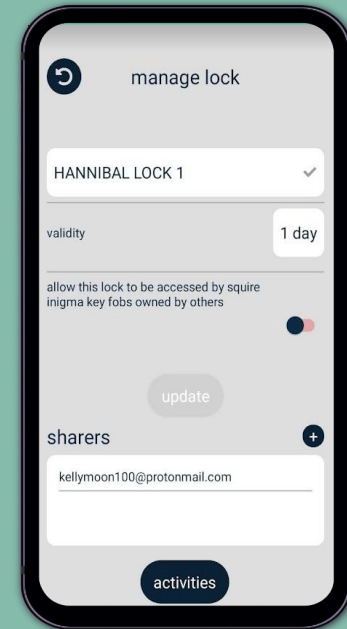 manage lock
HANNIBAL LOCK 1
validity
1 day
allow this lock to be accessed by squire
inigma key fobs owned by others
update
sharers
+
kellymoon100@protonmail.com
activities